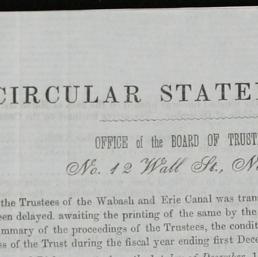 CIRCULAR STATE
OFFICE of the BOARD OF TRUST
No. 12 Wall St., N
the Trustees of the Wabash and Erie Canal was tran
een delayed. awaiting the printing of the same by the
ummary of the proceedings of the Trustees, the condit
ss of the Trust during the fiscal year ending first Dece